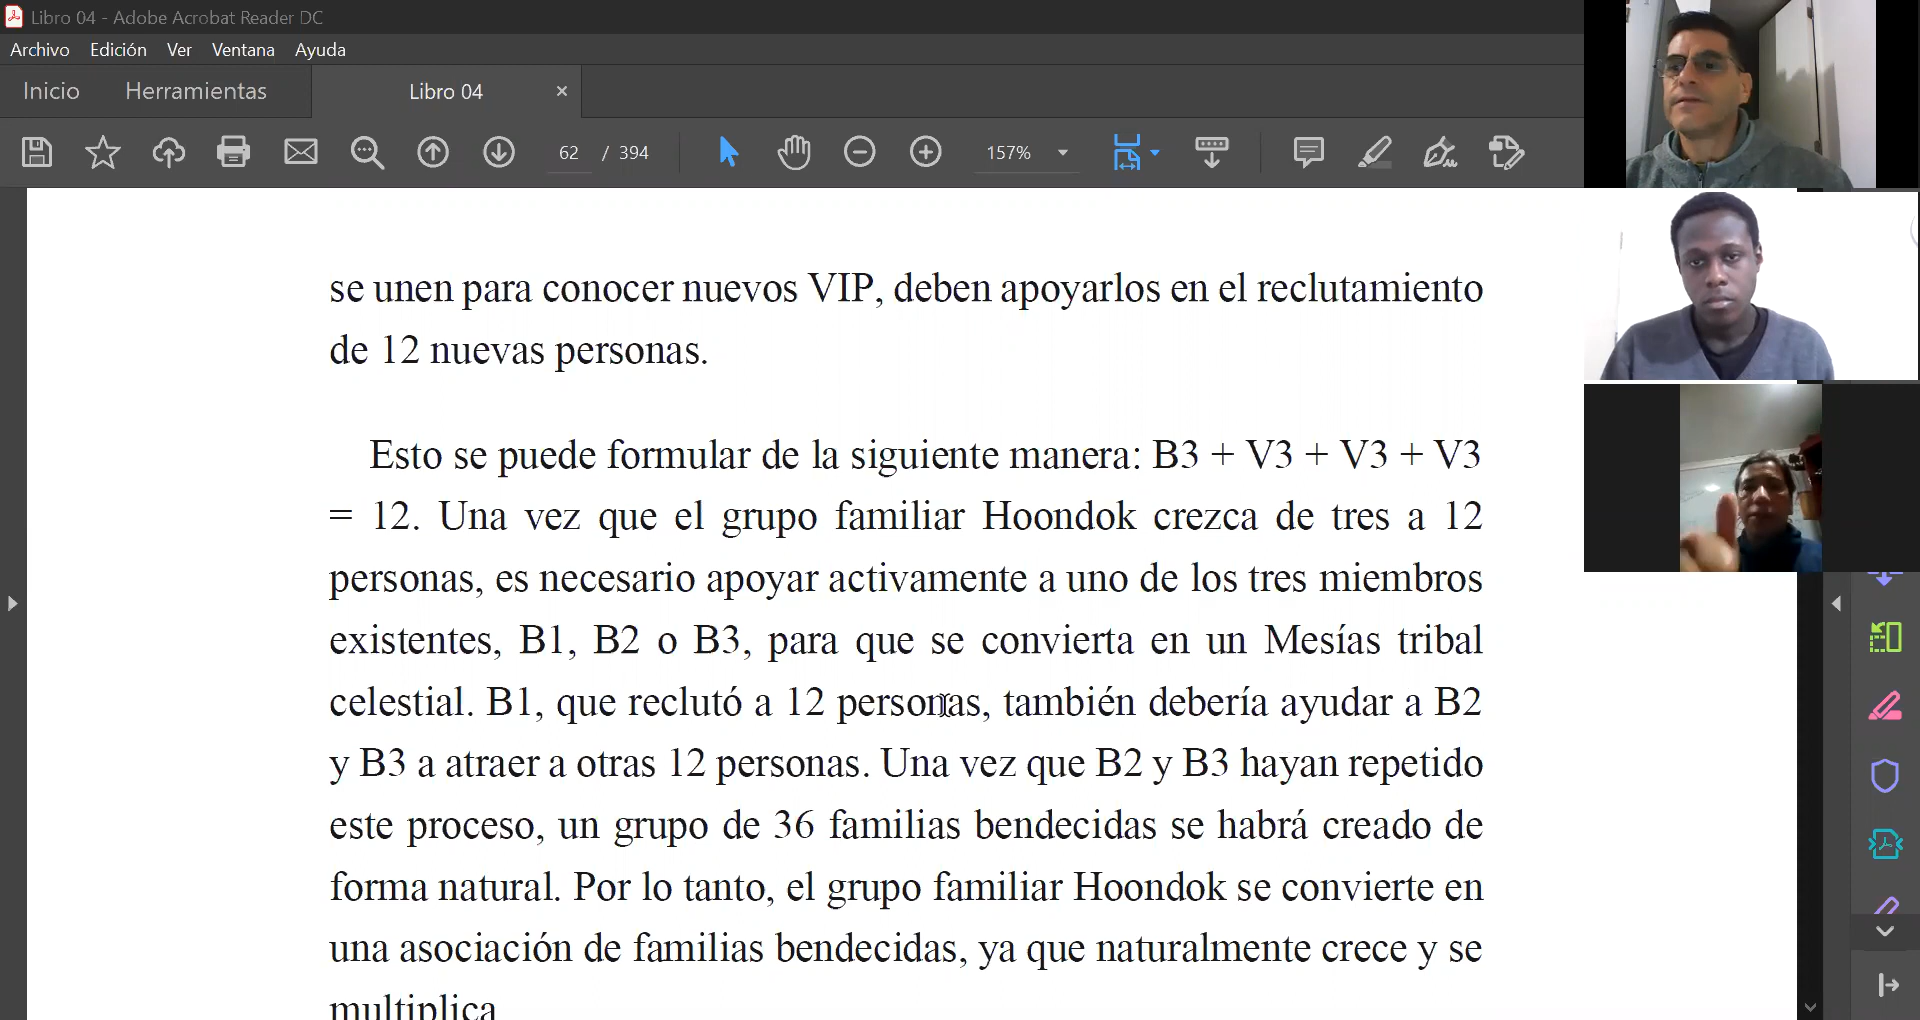 Libro 04 - Adobe Acrobat Reader DC
Archivo Edición Ver Ventana Ayuda
Inicio Herramientas Libro 04 ×
62 / 394 157%
se unen para conocer nuevos VIP, deben apoyarlos en el reclutamiento
de 12 nuevas personas.
Esto se puede formular de la siguiente manera: B3 + V3 + V3 + V3
= 12. Una vez que el grupo familiar Hoondok crezca de tres a 12
personas, es necesario apoyar activamente a uno de los tres miembros
existentes, B1, B2 o B3, para que se convierta en un Mesías tribal
celestial. B1, que reclutó a 12 personas, también debería ayudar a B2
y B3 a atraer a otras 12 personas. Una vez que B2 y B3 hayan repetido
este proceso, un grupo de 36 familias bendecidas se habrá creado de
forma natural. Por lo tanto, el grupo familiar Hoondok se convierte en
una asociación de familias bendecidas, ya que naturalmente crece y se
multiplica